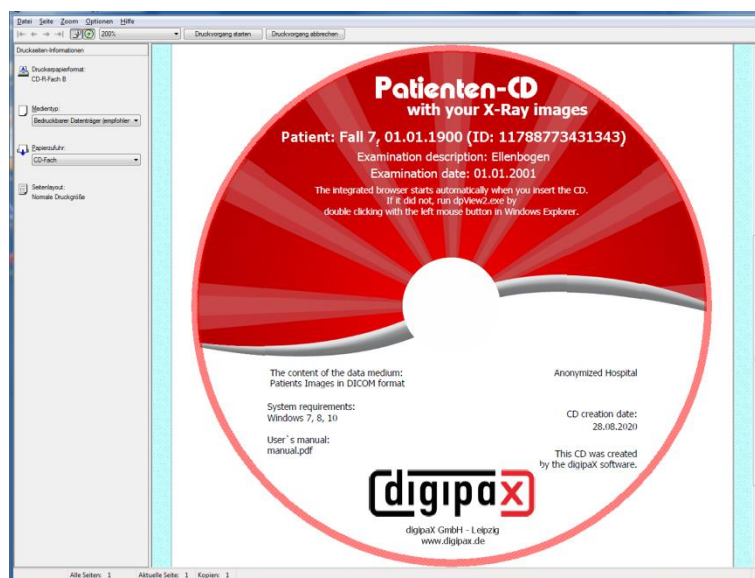 Datei Seite Zoom Optionen Hilfe
200% Druckvorgang starten Druckvorgang abbrechen
Druckseiten-Informationen
Druckerpapierformat:
CD-R-Fach B
Medientyp:
Bedruckbarer Datenträger (empfohlen
Papierzufuhr:
CD-Fach
Seitenlayout:
Normale Druckgröße
Patienten-CD
with your X-Ray images
Patient: Fall 7, 01.01.1900 (ID: 11788773431343)
Examination description: Ellenbogen
Examination date: 01.01.2001
The integrated browser starts automatically when you insert the CD.
If it did not, run dpView2.exe by
double clicking with the left mouse button in Windows Explorer.
The content of the data medium:
Patients Images in DICOM format
System requirements:
Windows 7, 8, 10
User`s manual:
manual.pdf
Anonymized Hospital
CD creation date:
28.08.2020
This CD was created
by the digipaX software.
digipax
digipaX GmbH - Leipzig
www.digipax.de
Alle Seiten: 1 Aktuelle Seite: 1 Kopien: 1